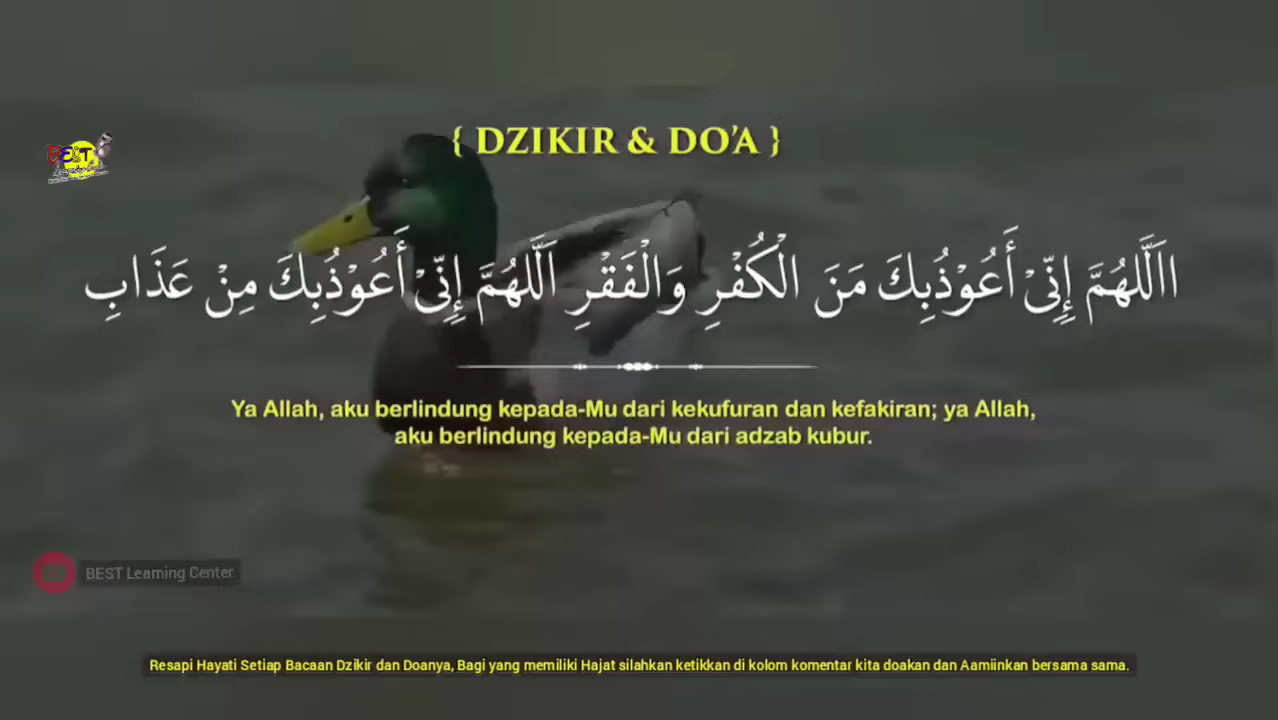 { DZIKIR & DO'A }
BEST
ااَللّٰهُمَّ إِنِّىْ أَعُوْذُبِكَ مَنَ الْكُفْرِ وَالْفَقْرِ اَللّٰهُمَّ إِنِّىْ أَعُوْذُبِكَ مِنْ عَذَابِ
Ya Allah, aku berlindung kepada-Mu dari kekufuran dan kefakiran; ya Allah,
aku berlindung kepada-Mu dari adzab kubur.
BEST Learning Center
Resapi Hayati Setiap Bacaan Dzikir dan Doanya, Bagi yang memiliki Hajat silahkan ketikkan di kolom komentar kita doakan dan Aamiinkan bersama sama.